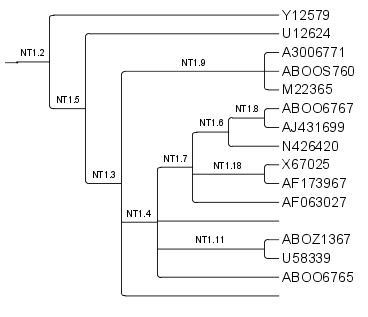 Y12579
U12624
NT1.2
A3006771
NT1.9
ABOOS760
M22365
NT1.5
ABOO6767
NT1.8
AJ431699
NT1.6
N426420
NT1.7
X67025
NT1.18
NT1.3
AF173967
AF063027
NT1.4
ABOZ1367
NT1.11
U58339
ABOO6765